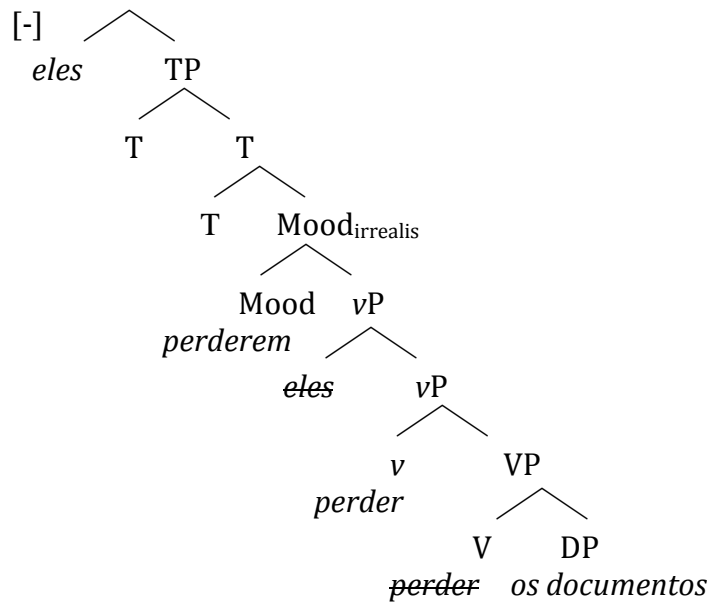 [-]
eles TP
T T
T Moodirrealis
Mood vP
perderem
eles vP
v VP
perder
V DP
perder os documentos